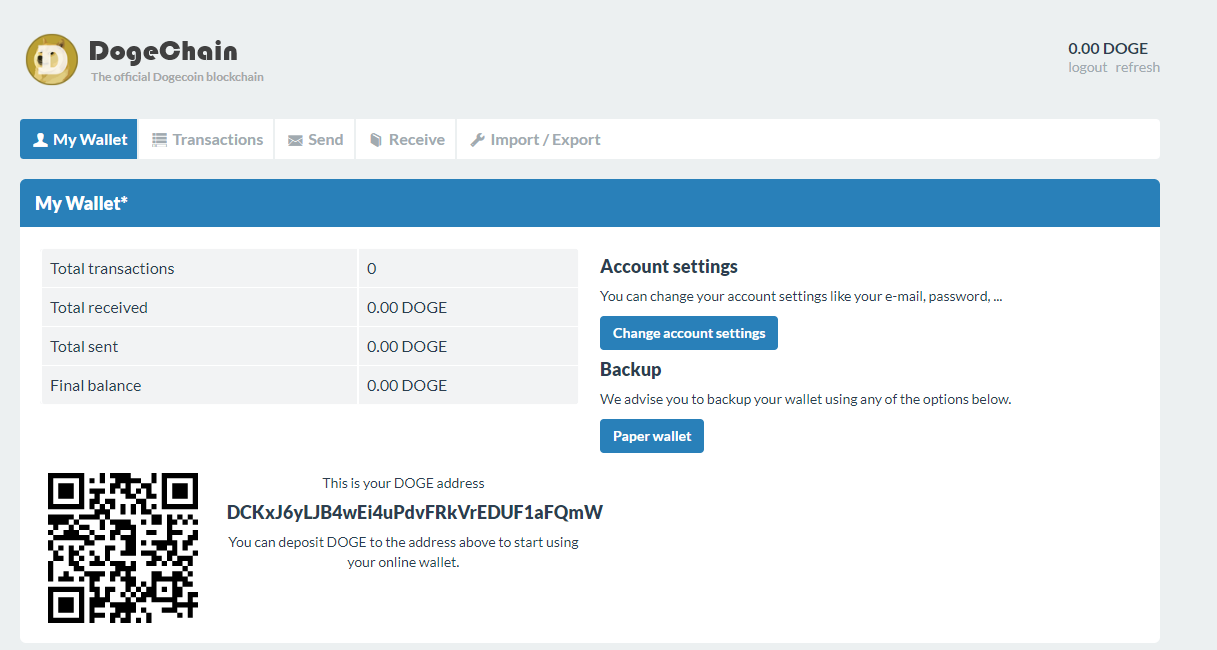 DogeChain
The official Dogecoin blockchain
0.00 DOGE
logout refresh
My Wallet
Transactions
Send
Receive
Import / Export
My Wallet*
Total transactions 0
Total received 0.00 DOGE
Total sent 0.00 DOGE
Final balance 0.00 DOGE
Account settings
You can change your account settings like your e-mail, password, ...
Change account settings
Backup
We advise you to backup your wallet using any of the options below.
Paper wallet
This is your DOGE address
DCKxJ6yLJB4wEi4uPdvFRkVrEDUF1aFQmW
You can deposit DOGE to the address above to start using
your online wallet.